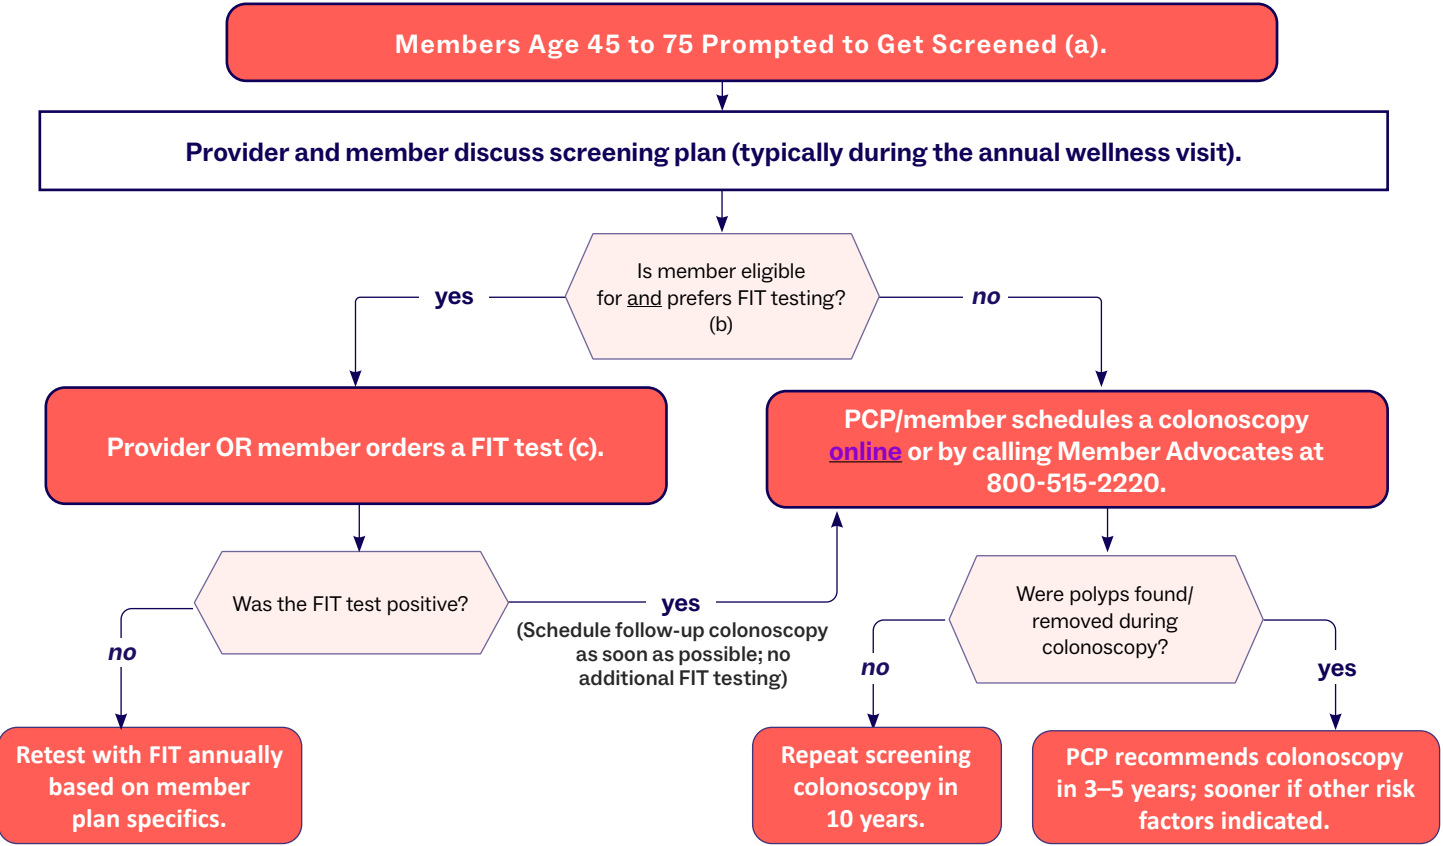 Members Age 45 to 75 Prompted to Get Screened (a).
Provider and member discuss screening plan (typically during the annual wellness visit).
Is member eligible
for and prefers FIT testing?
(b)
yes
no
Provider OR member orders a FIT test (c).
PCP/member schedules a colonoscopy
online or by calling Member Advocates at
800-515-2220.
Was the FIT test positive?
yes
(Schedule follow-up colonoscopy
as soon as possible; no
additional FIT testing)
no
Were polyps found/
removed during
colonoscopy?
no
yes
Retest with FIT annually
based on member
plan specifics.
Repeat screening
colonoscopy in
10 years.
PCP recommends colonoscopy
in 3–5 years; sooner if other risk
factors indicated.